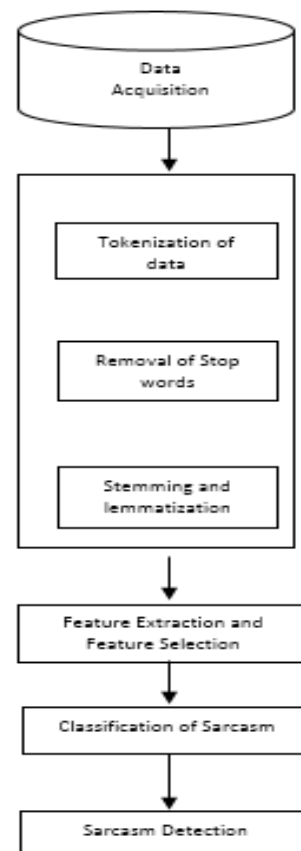 Data
Acquisition
Tokenization of
data
Removal of Stop
words
Stemming and
lemmatization
Feature Extraction and
Feature Selection
Classification of Sarcasm
Sarcasm Detection